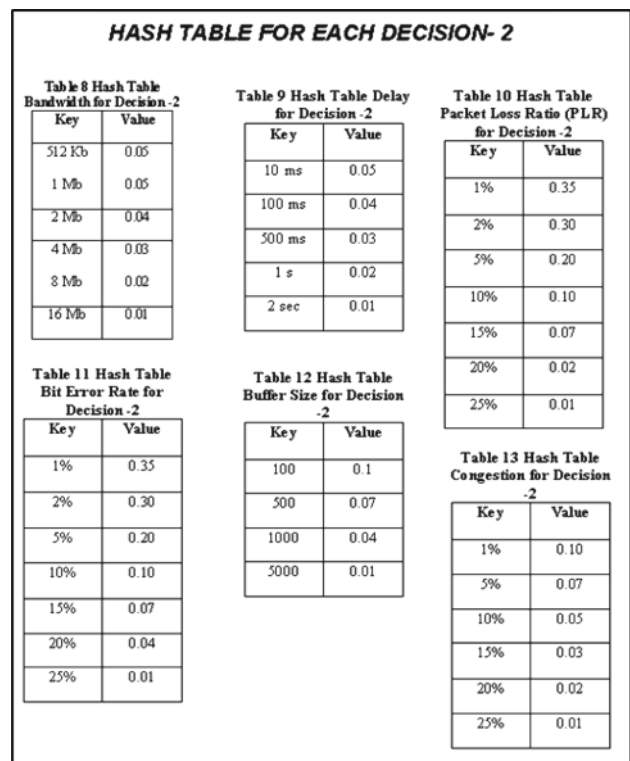 HASH TABLE FOR EACH DECISION- 2
Table 8 Hash Table
Bandwidth for Decision -2
Key Value
512 Kb 0.05
1 Mb 0.05
2 Mb 0.04
4 Mb 0.03
8 Mb 0.02
16 Mb 0.01
Table 9 Hash Table Delay
for Decision -2
Key Value
10 ms 0.05
100 ms 0.04
500 ms 0.03
1 s 0.02
2 sec 0.01
Table 10 Hash Table
Packet Loss Ratio (PLR)
for Decision -2
Key Value
1% 0.35
2% 0.30
5% 0.20
10% 0.10
15% 0.07
20% 0.02
25% 0.01
Table 11 Hash Table
Bit Error Rate for
Decision -2
Key Value
1% 0.35
2% 0.30
5% 0.20
10% 0.10
15% 0.07
20% 0.04
25% 0.01
Table 12 Hash Table
Buffer Size for Decision
-2
Key Value
100 0.1
500 0.07
1000 0.04
5000 0.01
Table 13 Hash Table
Congestion for Decision
-2
Key Value
1% 0.10
5% 0.07
10% 0.05
15% 0.03
20% 0.02
25% 0.01